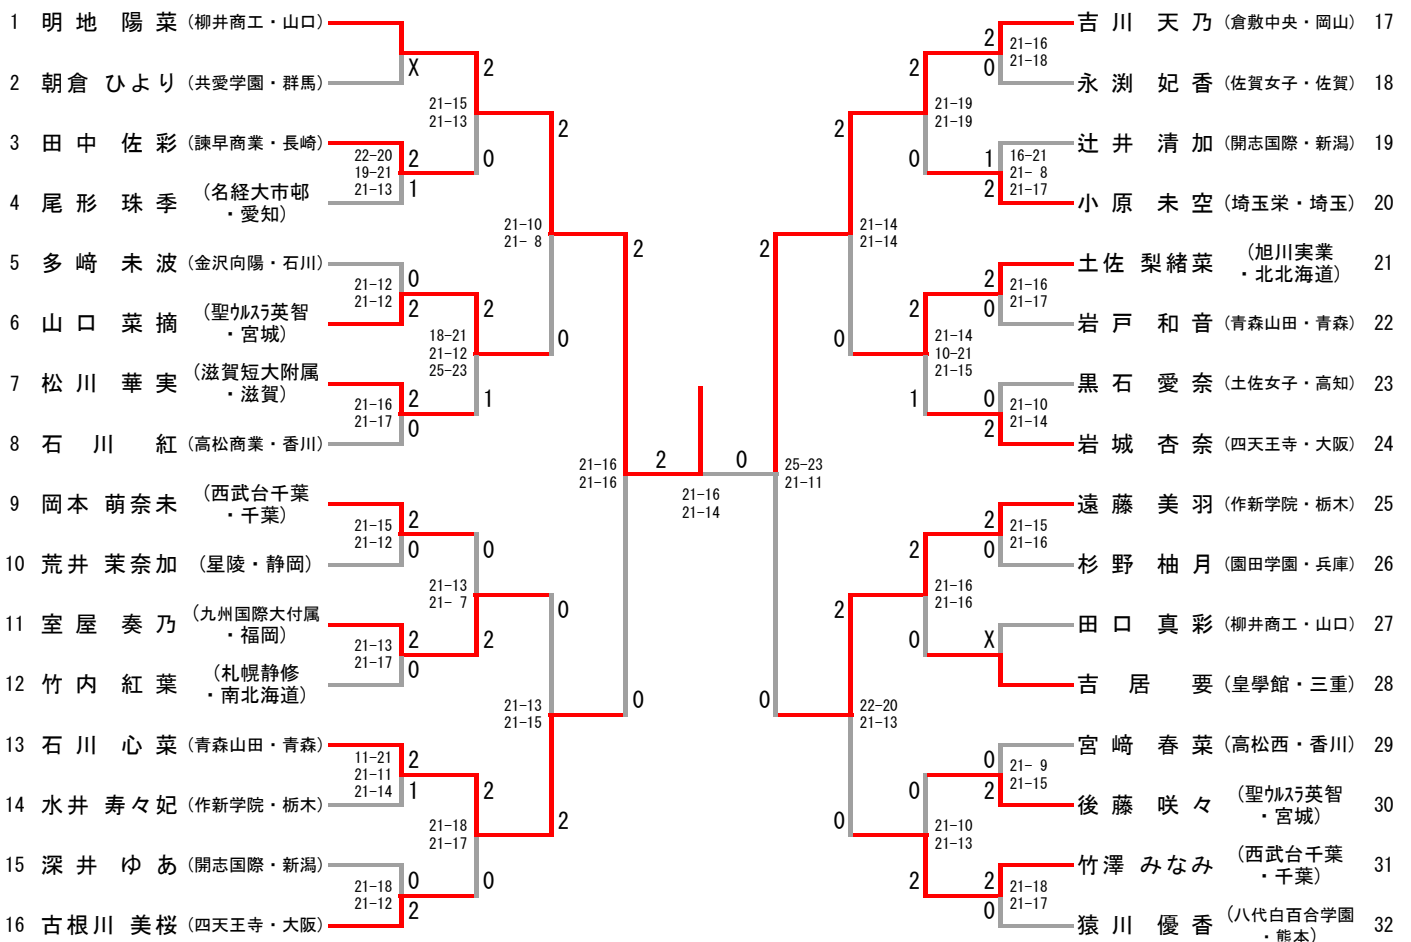 1 明地 陽菜 (柳井商工・山口)
X
2 朝倉 ひより (共愛学園・群馬)
2
21-15
21-13
0
3 田中 佐彩 (諫早商業・長崎)
22-20
19-21
21-13
2
1
4 尾形 珠季 (名経大市邨
・愛知)
2
21-10
21- 8
0
5 多﨑 未波 (金沢向陽・石川)
21-12
21-12
0
2
6 山口 菜摘 (聖ウルスラ英智
・宮城)
2
18-21
21-12
25-23
1
7 松川 華実 (滋賀短大附属
・滋賀)
21-16
21-17
2
0
8 石川 紅 (高松商業・香川)
2
21-16
21-16
0
9 岡本 萌奈未 (西武台千葉
・千葉)
21-15
21-12
2
0
10 荒井 茉奈加 (星陵・静岡)
0
21-13
21- 7
2
11 室屋 奏乃 (九州国際大付属
・福岡)
21-13
21-17
2
0
12 竹内 紅葉 (札幌静修
・南北海道)
0
21-13
21-15
2
13 石川 心菜 (青森山田・青森)
11-21
21-11
21-14
2
1
14 水井 寿々妃 (作新学院・栃木)
2
21-18
21-17
0
15 深井 ゆあ (開志国際・新潟)
21-18
21-12
0
2
16 古根川 美桜 (四天王寺・大阪)
2
0
21-16
21-14
吉川 天乃 (倉敷中央・岡山) 17
2
0
21-16
21-18
永渕 妃香 (佐賀女子・佐賀) 18
2
21-19
21-19
0
辻井 清加 (開志国際・新潟) 19
1
2
16-21
21- 8
21-17
小原 未空 (埼玉栄・埼玉) 20
2
21-14
21-14
0
土佐 梨緒菜 (旭川実業
・北北海道) 21
2
0
21-16
21-17
岩戸 和音 (青森山田・青森) 22
2
21-14
10-21
21-15
1
黒石 愛奈 (土佐女子・高知) 23
0
2
21-10
21-14
岩城 杏奈 (四天王寺・大阪) 24
2
25-23
21-11
0
遠藤 美羽 (作新学院・栃木) 25
2
0
21-15
21-16
杉野 柚月 (園田学園・兵庫) 26
2
21-16
21-16
0
田口 真彩 (柳井商工・山口) 27
X
吉居 要 (皇學館・三重) 28
2
22-20
21-13
0
宮﨑 春菜 (高松西・香川) 29
0
2
21- 9
21-15
後藤 咲々 (聖ウルスラ英智
・宮城) 30
0
21-10
21-13
2
竹澤 みなみ (西武台千葉
・千葉) 31
2
0
21-18
21-17
猿川 優香 (八代白百合学園
・熊本) 32